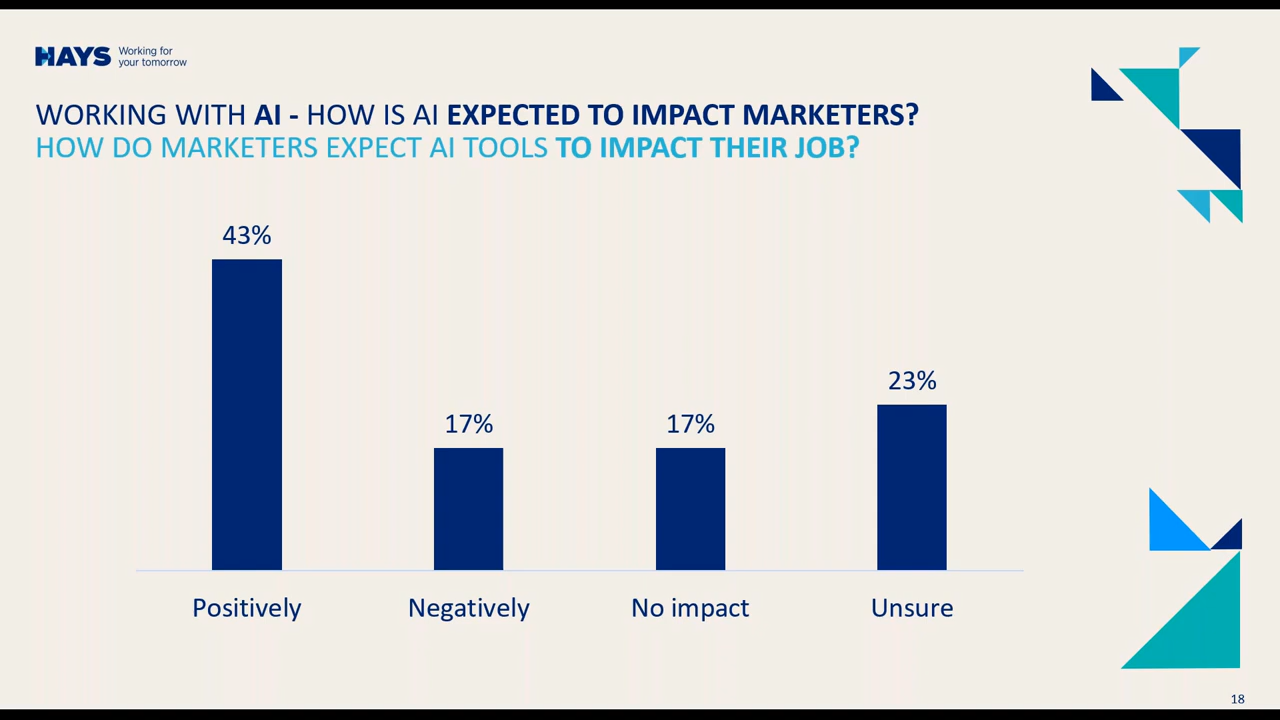 HAYS
Working for
your tomorrow
WORKING WITH AI - HOW IS AI EXPECTED TO IMPACT MARKETERS?
HOW DO MARKETERS EXPECT AI TOOLS TO IMPACT THEIR JOB?
43%
17%
17%
23%
Positively
Negatively
No impact
Unsure
18